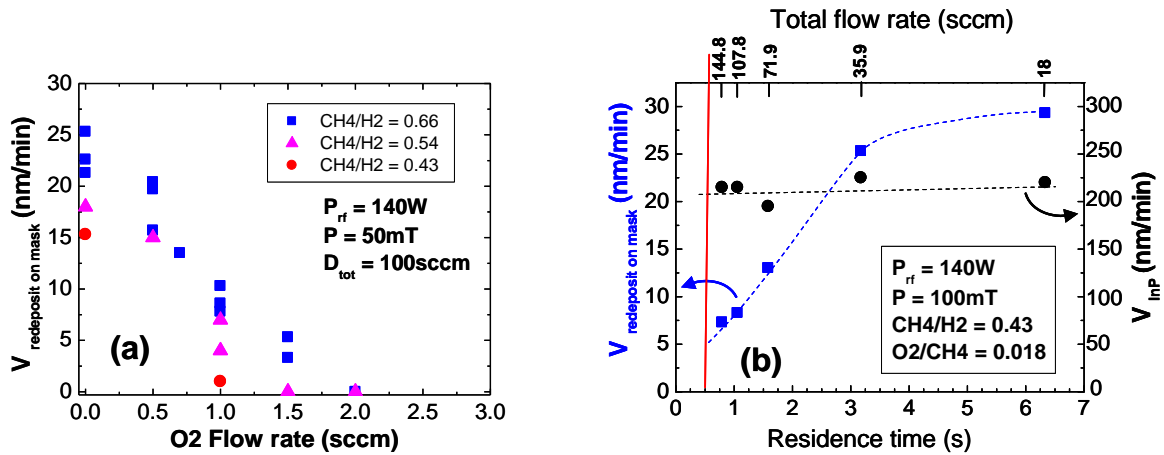 30
25
20
15
10
5
0
V redeposit on mask (nm/min)
CH4/H2 = 0.66
CH4/H2 = 0.54
CH4/H2 = 0.43
P_rf = 140W
P = 50mT
D_tot = 100sccm
(a)
0.0 0.5 1.0 1.5 2.0 2.5 3.0
O2 Flow rate (sccm)
Total flow rate (sccm)
144.8 107.8 71.9 35.9 18
30
25
20
15
10
5
0
V redeposit on mask (nm/min)
300
250
200
150
100
50
0
V_InP (nm/min)
P_rf = 140W
P = 100mT
CH4/H2 = 0.43
O2/CH4 = 0.018
(b)
0 1 2 3 4 5 6 7
Residence time (s)